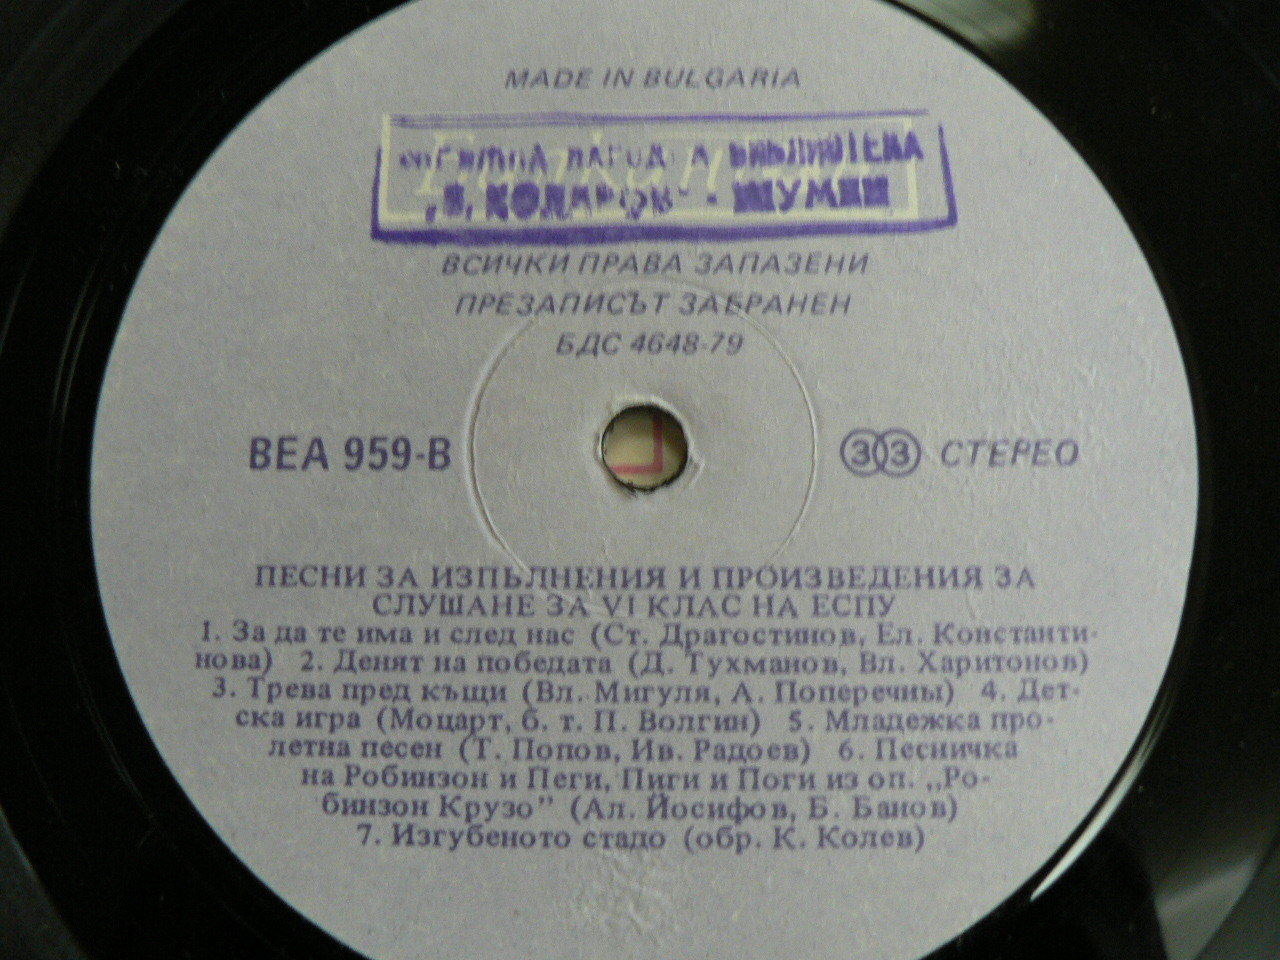 MADE IN BULGARIA
БИБЛИОТЕКА
КОЛАРОВ" - ШУМЕН
ВСИЧКИ ПРАВА ЗАПАЗЕНИ
ПРЕЗАПИСЪТ ЗАБРАНЕН
БДС 4648-79
ВЕА 959-В
33 СТЕРЕО
ПЕСНИ ЗА ИЗПЪЛНЕНИЯ И ПРОИЗВЕДЕНИЯ ЗА
СЛУШАНЕ ЗА VI КЛАС НА ЕСПУ
1. За да те има и след нас (Ст. Драгостинов, Ел. Константи-
нова) 2. Денят на победата (Д. Тухманов, Вл. Харитонов)
3. Трева пред къщи (Вл. Мигуля, А. Поперечны) 4. Дет-
ска игра (Моцарт, б. т. П. Волгин) 5. Младежка про-
летна песен (Т. Попов, Ив. Радоев) 6. Песничка
на Робинзон и Пеги, Пиги и Поги из оп. „Ро-
бинзон Крузо” (Ал. Йосифов, Б. Банов)
7. Изгубеното стадо (обр. К. Колев)